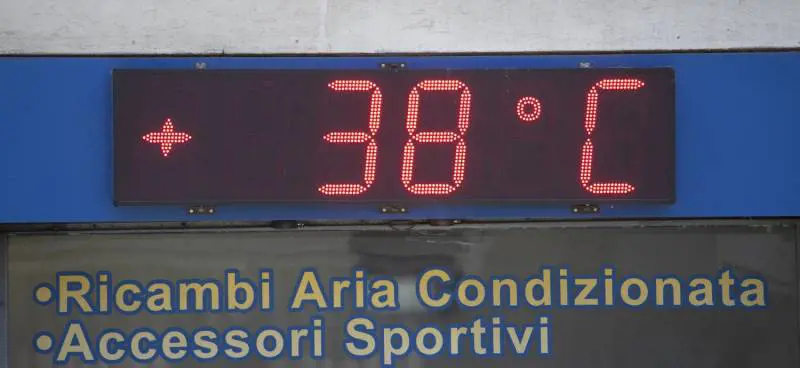 + 38 °C
•Ricambi Aria Condizionata
•Accessori Sportivi